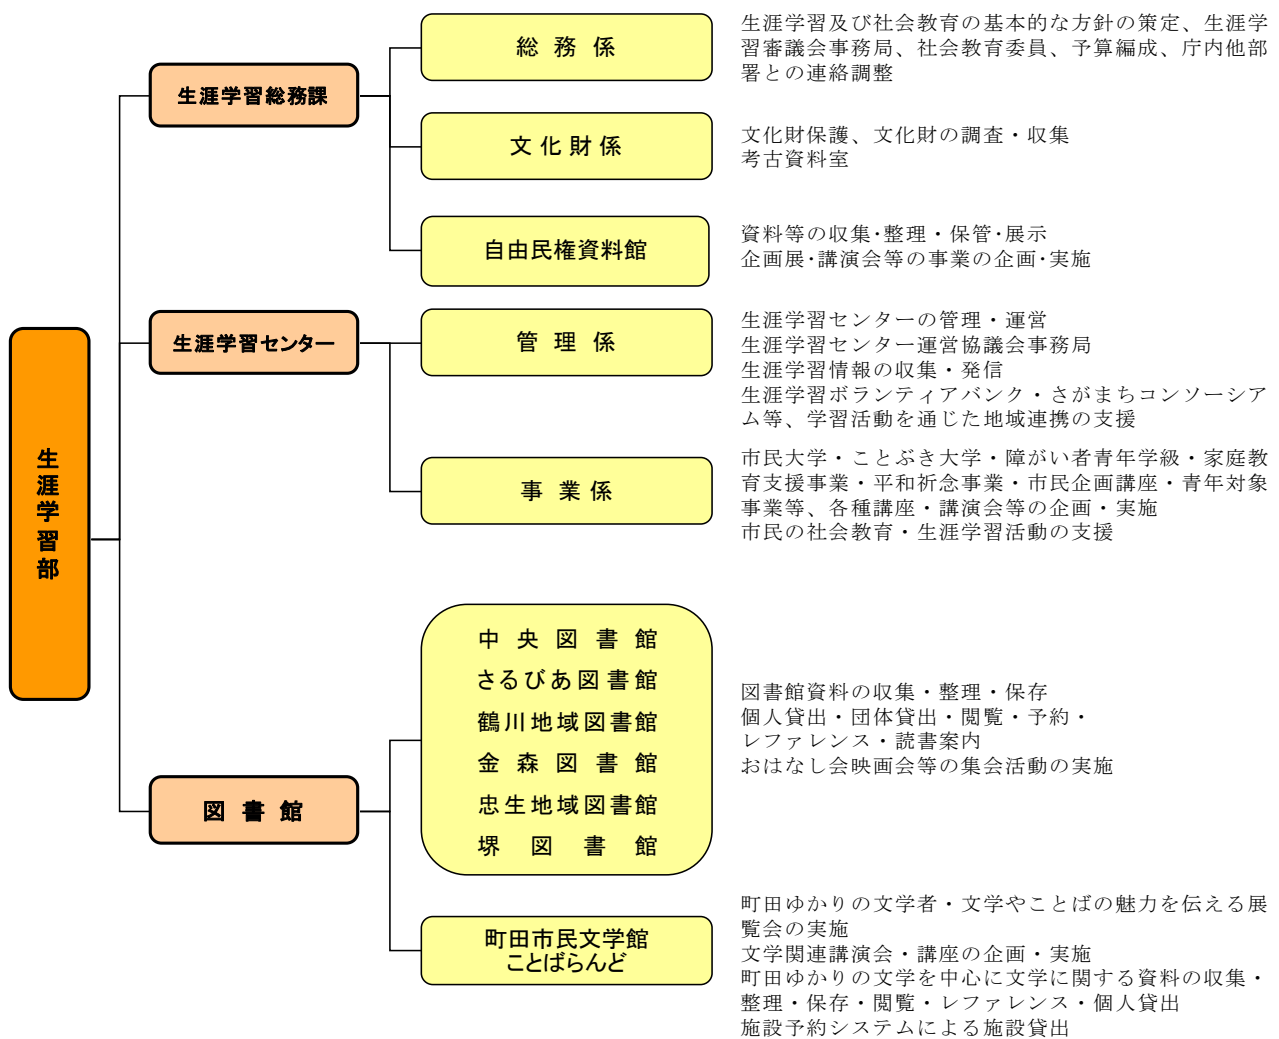 生涯学習部
生涯学習総務課
総務係
生涯学習及び社会教育の基本的な方針の策定、生涯学
習審議会事務局、社会教育委員、予算編成、庁内他部
署との連絡調整
文化財係
文化財保護、文化財の調査・収集
考古資料室
自由民権資料館
資料等の収集・整理・保管・展示
企画展・講演会等の事業の企画・実施
生涯学習センター
管理係
生涯学習センターの管理・運営
生涯学習センター運営協議会事務局
生涯学習情報の収集・発信
生涯学習ボランティアバンク・さがまちコンソーシア
ム等、学習活動を通じた地域連携の支援
事業係
市民大学・ことぶき大学・障がい者青年学級・家庭教
育支援事業・平和祈念事業・市民企画講座・青年対象
事業等、各種講座・講演会等の企画・実施
市民の社会教育・生涯学習活動の支援
図書館
中央図書館
さるびあ図書館
鶴川地域図書館
金森図書館
忠生地域図書館
堺図書館
図書館資料の収集・整理・保存
個人貸出・団体貸出・閲覧・予約・
レファレンス・読書案内
おはなし会映画会等の集会活動の実施
町田市民文学館
ことばらんど
町田ゆかりの文学者・文学やことばの魅力を伝える展
覧会の実施
文学関連講演会・講座の企画・実施
町田ゆかりの文学を中心に文学に関する資料の収集・
整理・保存・閲覧・レファレンス・個人貸出
施設予約システムによる施設貸出